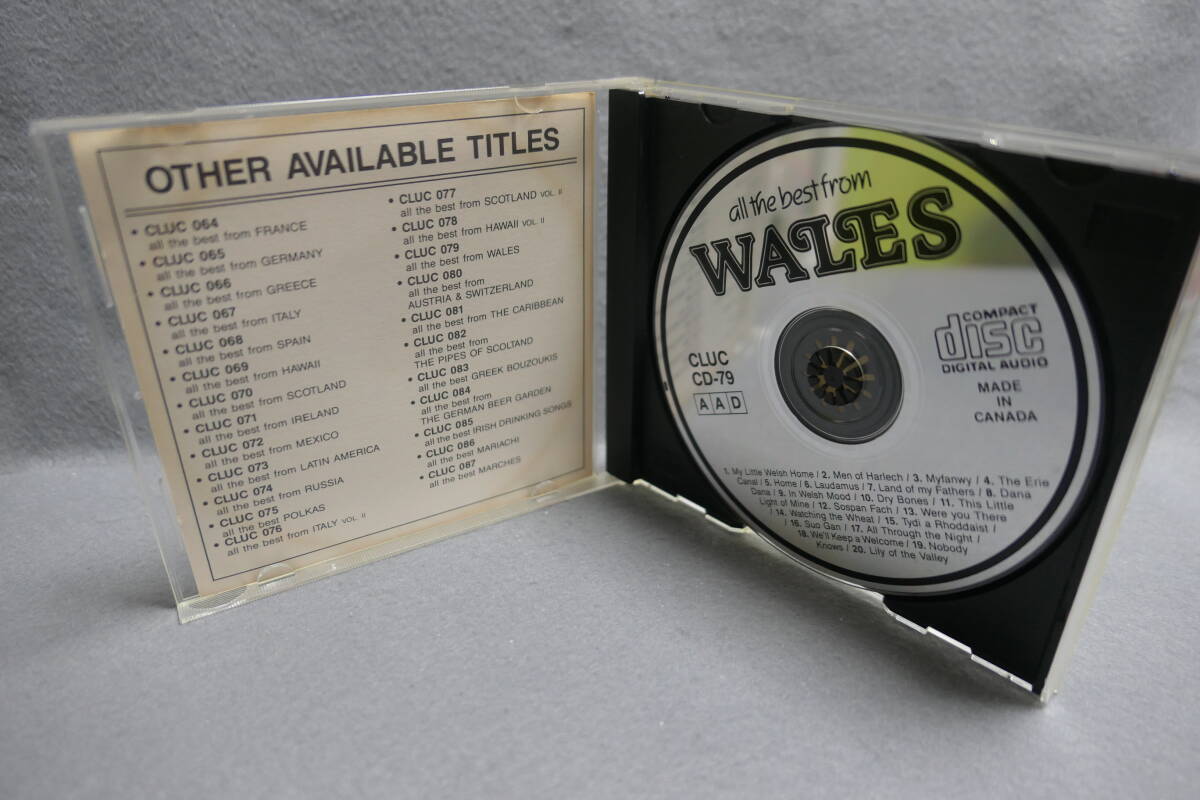 OTHER AVAILABLE TITLES
• CLUC 064
all the best from FRANCE
• CLUC 065
all the best from GERMANY
• CLUC 066
all the best from GREECE
• CLUC 067
all the best from ITALY
• CLUC 068
all the best from SPAIN
• CLUC 069
all the best from HAWAII
• CLUC 070
all the best from SCOTLAND
• CLUC 071
all the best from IRELAND
• CLUC 072
all the best from MEXICO
• CLUC 073
all the best from LATIN AMERICA
• CLUC 074
all the best from RUSSIA
• CLUC 075
all the best POLKAS
• CLUC 076
all the best from ITALY VOL. II
• CLUC 077
all the best from SCOTLAND VOL. II
• CLUC 078
all the best from HAWAII VOL. II
• CLUC 079
all the best from WALES
• CLUC 080
all the best from
AUSTRIA & SWITZERLAND
• CLUC 081
all the best from THE CARIBBEAN
• CLUC 082
all the best from
THE PIPES OF SCOLTAND
• CLUC 083
all the best GREEK BOUZOUKIS
• CLUC 084
all the best from
THE GERMAN BEER GARDEN
• CLUC 085
all the best IRISH DRINKING SONGS
• CLUC 086
all the best MARIACHI
• CLUC 087
all the best MARCHES
all the best from
WALES
CLUC
CD-79
AAD
COMPACT
disc
DIGITAL AUDIO
MADE
IN
CANADA
1. My Little Welsh Home / 2. Men of Harlech / 3. Myfanwy / 4. The Erie
Canal / 5. Home / 6. Laudamus / 7. Land of my Fathers / 8. Dana
Dana / 9. In Welsh Mood / 10. Dry Bones / 11. This Little
Light of Mine / 12. Sospan Fach / 13. Were you There
/ 14. Watching the Wheat / 15. Tydi a Rhoddaist /
/ 16. Suo Gan / 17. All Through the Night /
18. We'll Keep a Welcome / 19. Nobody
Knows / 20. Lily of the Valley